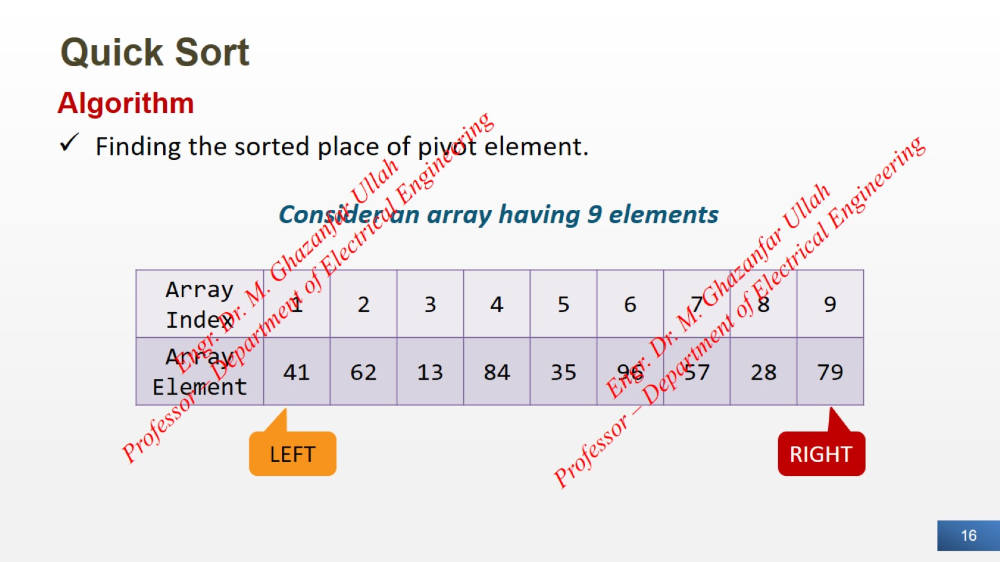 Quick Sort
Algorithm
✓ Finding the sorted place of pivot element.
Consider an array having 9 elements
Array Index 1 2 3 4 5 6 7 8 9
Array Element 41 62 13 84 35 96 57 28 79
LEFT
RIGHT
Engr. Dr. M. Ghazanfar Ullah
Professor – Department of Electrical Engineering
Engr. Dr. M. Ghazanfar Ullah
Professor – Department of Electrical Engineering
16